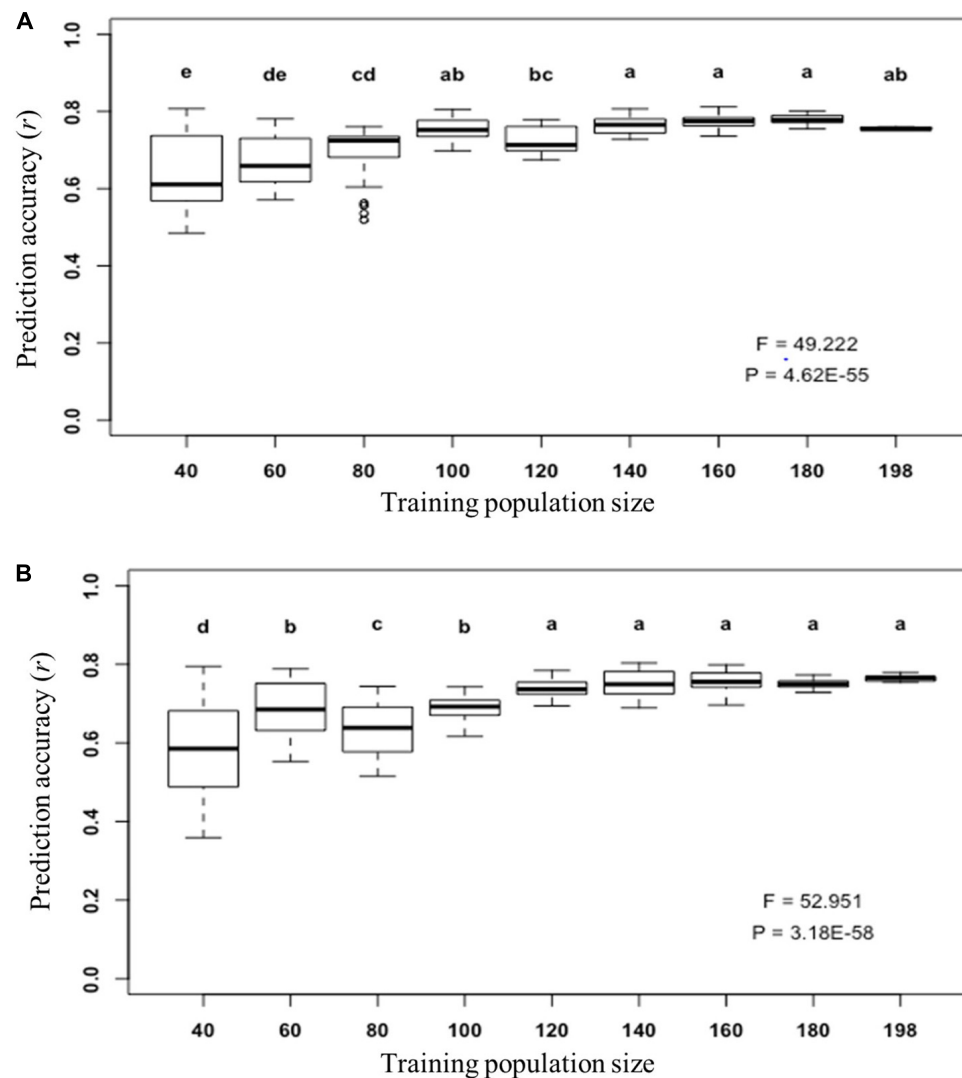 A
Prediction accuracy (r)
1.0
0.8
0.6
0.4
0.2
0.0
e de cd ab bc a a a ab
F = 49.222
P = 4.62E-55
40 60 80 100 120 140 160 180 198
Training population size
B
Prediction accuracy (r)
1.0
0.8
0.6
0.4
0.2
0.0
d b c b a a a a a
F = 52.951
P = 3.18E-58
40 60 80 100 120 140 160 180 198
Training population size